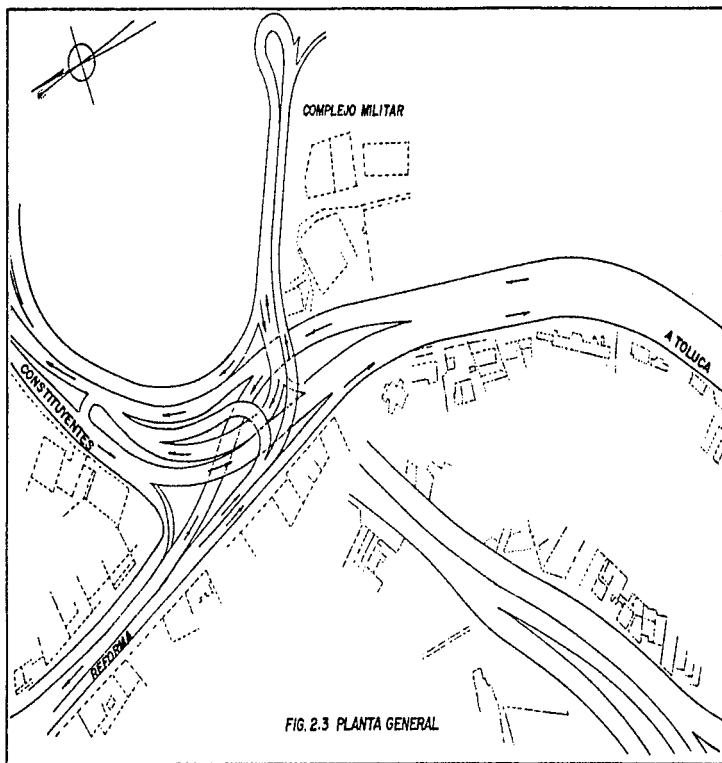 COMPLEJO MILITAR
A TOLUCA
CONSTITUYENTES
REFORMA
FIG. 2.3 PLANTA GENERAL